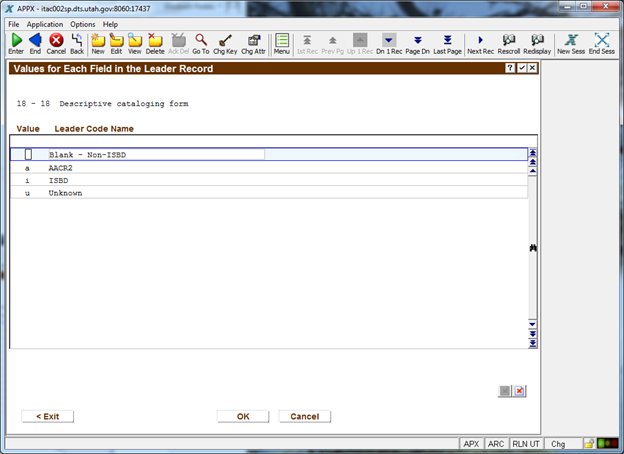 APPX - itac002sp.dts.utah.gov:8060:17437
File Application Options Help
Enter End Cancel Back New Edit View Delete Ack Del Go To Chg Key Chg Attr Menu 1st Rec Prev Pg Up 1 Rec Dn 1 Rec Page Dn Last Page Next Rec Rescroll Redisplay New Sess End Sess
Values for Each Field in the Leader Record
18 - 18 Descriptive cataloging form
Value Leader Code Name
Blank - Non-ISBD
a AACR2
i ISBD
u Unknown
< Exit OK Cancel
APX ARC RLN UT Chg